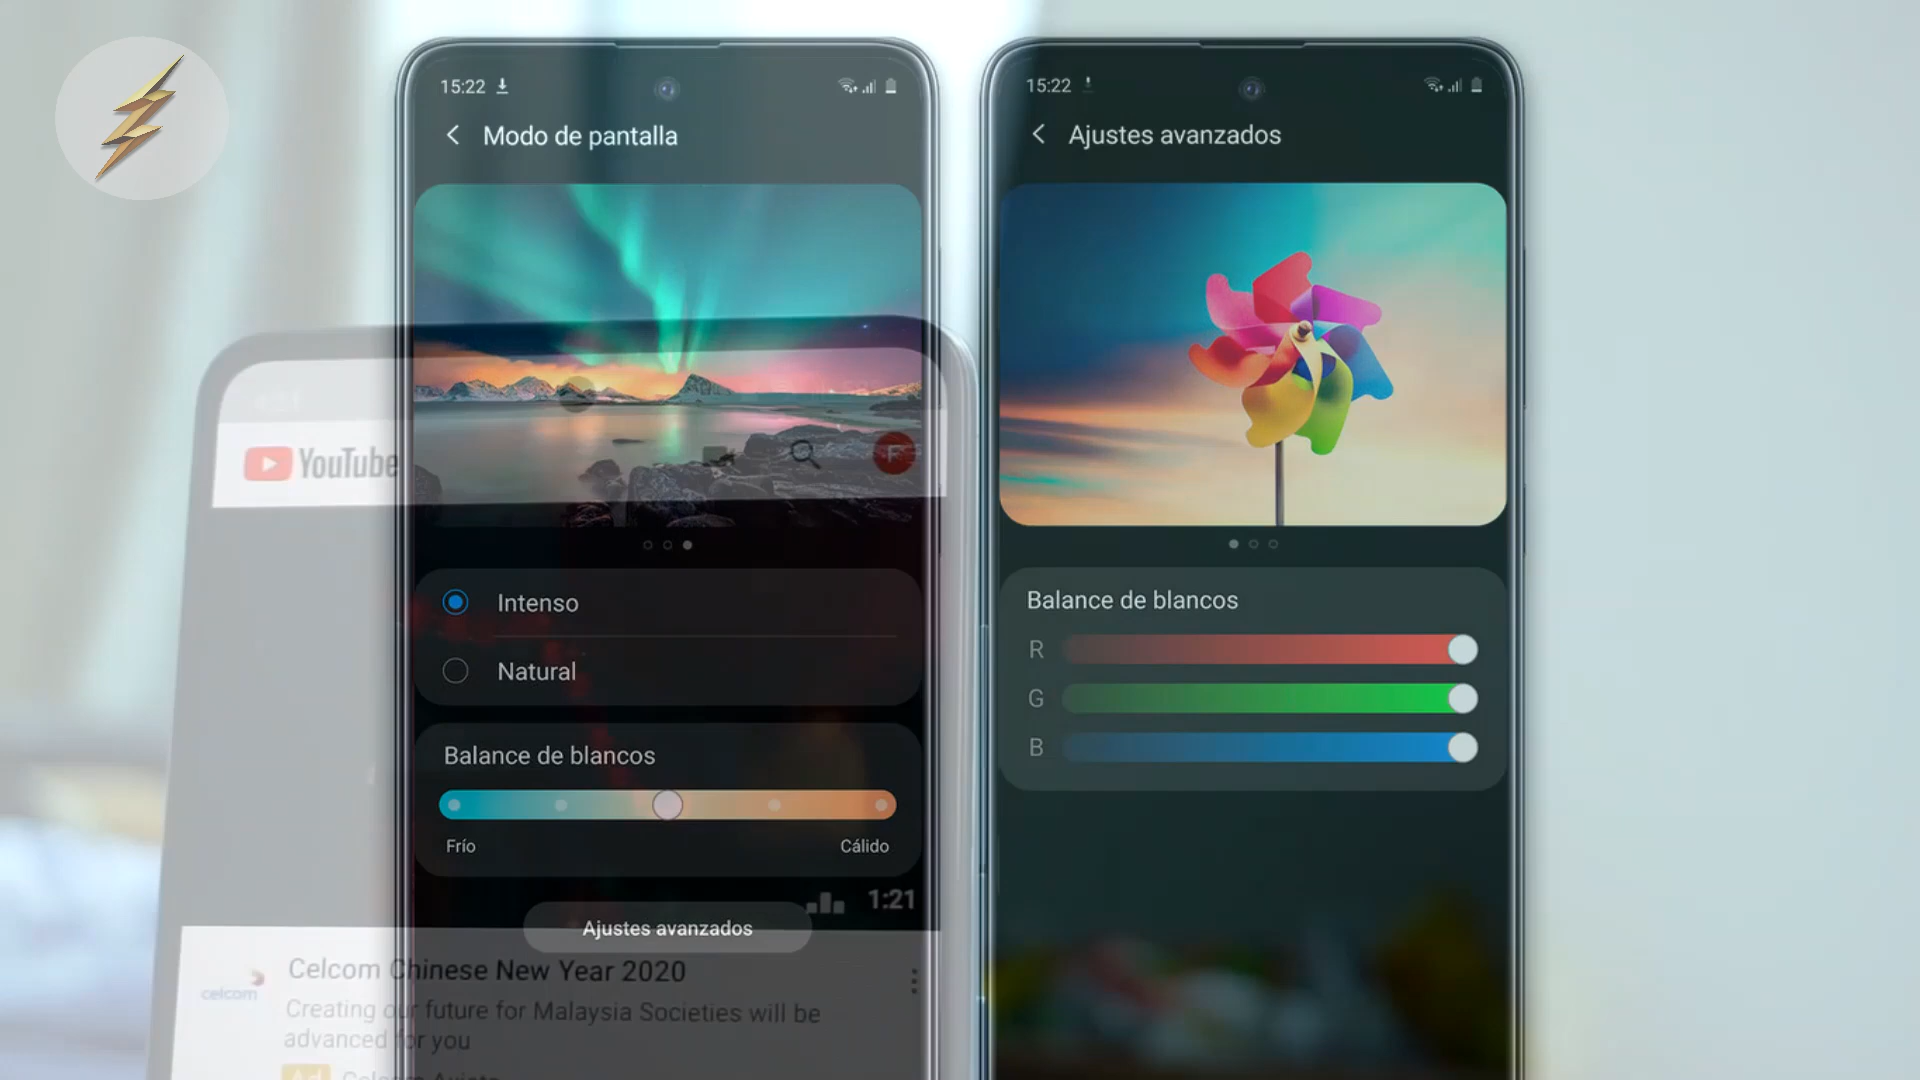 15:22
Modo de pantalla
YouTube
F
Intenso
Natural
Balance de blancos
Frío
Cálido
1:21
Ajustes avanzados
celcom
Celcom Chinese New Year 2020
Creating our future for Malaysia Societies will be
advanced for you
Ad
15:22
Ajustes avanzados
Balance de blancos
R
G
B